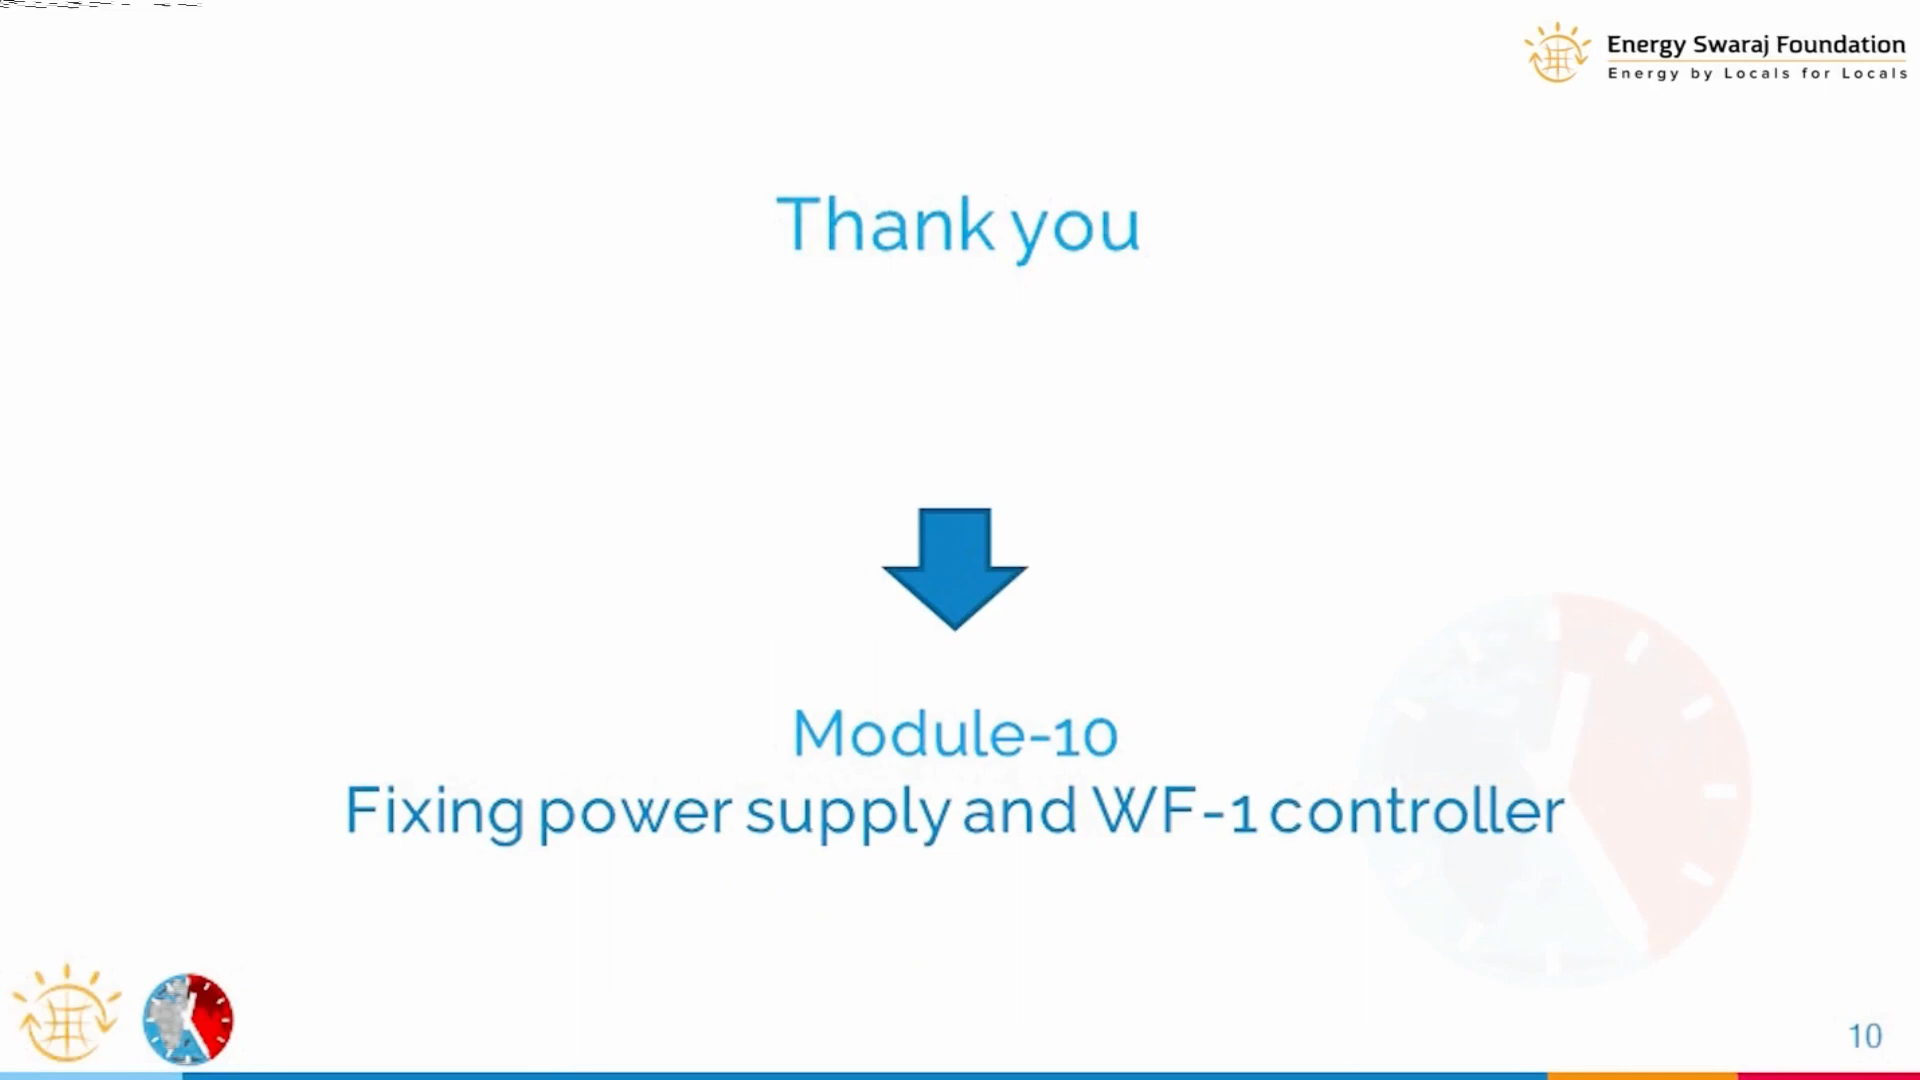 Energy Swaraj Foundation
Energy by Locals for Locals
Thank you
Module-10
Fixing power supply and WF-1 controller
10